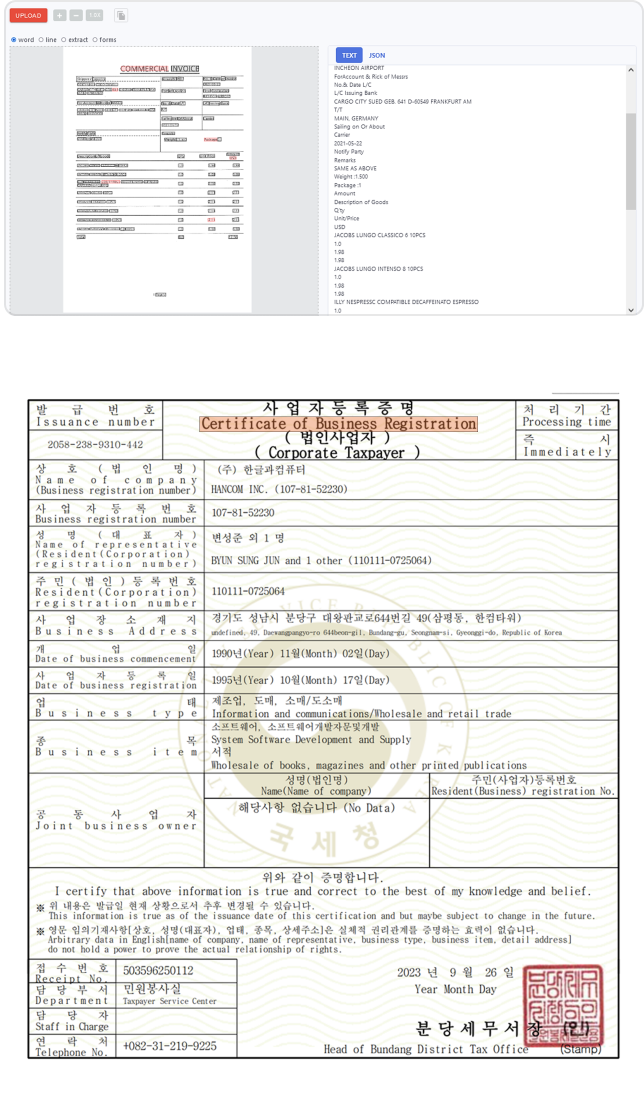 UPLOAD
word line extract forms
COMMERCIAL INVOICE
TEXT JSON
INCHEON AIRPORT
ForAccount & Rick of Messrs
No.& Date L/C
L/C Issuing Bank
CARGO CITY SUED GEB. 641 D-60549 FRANKFURT AM
T/T
MAIN, GERMANY
Sailing on Or About
Carrier
2021-05-22
Notify Party
Remarks
SAME AS ABOVE
Weight :1.500
Package :1
Amount
Description of Goods
Q'ty
Unit/Price
USD
JACOBS LUNGO CLASSICO 6 10PCS
1.0
1.98
1.98
JACOBS LUNGO INTENSO 8 10PCS
1.0
1.98
1.98
ILLY NESPRESSC COMPATIBLE DECAFFEINATO ESPRESSO
1.0
발 급 번 호
Issuance number
2058-238-9310-442
사 업 자 등 록 증 명
Certificate of Business Registration
( 법인사업자 )
( Corporate Taxpayer )
처 리 기 간
Processing time
즉 시
Immediately
상 호 ( 법 인 명 )
Name of company
(Business registration number)
(주) 한글과컴퓨터
HANCOM INC. (107-81-52230)
사 업 자 등 록 번 호
Business registration number
107-81-52230
성 명 ( 대 표 자 )
Name of representative
(Resident(Corporation)
registration number)
변성준 외 1 명
BYUN SUNG JUN and 1 other (110111-0725064)
주 민 ( 법 인 ) 등 록 번 호
Resident(Corporation)
registration number
110111-0725064
사 업 장 소 재 지
Business Address
경기도 성남시 분당구 대왕판교로644번길 49(삼평동, 한컴타워)
undefined, 49, Daewangpangyo-ro 644beon-gil, Bundang-gu, Seongnam-si, Gyeonggi-do, Republic of Korea
개 업 일
Date of business commencement
1990년(Year) 11월(Month) 02일(Day)
사 업 자 등 록 일
Date of business registration
1995년(Year) 10월(Month) 17일(Day)
업 태
Business type
제조업, 도매, 소매/도소매
Information and communications/Wholesale and retail trade
종 목
Business item
소프트웨어, 소프트웨어개발자문및개발
System Software Development and Supply
서적
Wholesale of books, magazines and other printed publications
공 동 사 업 자
Joint business owner
성명(법인명)
Name(Name of company)
주민(사업자)등록번호
Resident(Business) registration No.
해당사항 없습니다 (No Data)
국세청
위와 같이 증명합니다.
I certify that above information is true and correct to the best of my knowledge and belief.
※ 위 내용은 발급일 현재 상황으로서 추후 변경될 수 있습니다.
This information is true as of the issuance date of this certification and but maybe subject to change in the future.
※ 영문 임의기재사항[상호, 성명(대표자), 업태, 종목, 상세주소]은 실체적 권리관계를 증명하는 효력이 없습니다.
Arbitrary data in English[name of company, name of representative, business type, business item, detail address]
do not hold a power to prove the actual relationship of rights.
접 수 번 호
Receipt No.
503596250112
담 당 부 서
Department
민원봉사실
Taxpayer Service Center
담 당 자
Staff in Charge
연 락 처
Telephone No.
+082-31-219-9225
2023 년 9 월 26 일
Year Month Day
분 당 세 무 서 장 (인)
Head of Bundang District Tax Office (Stamp)